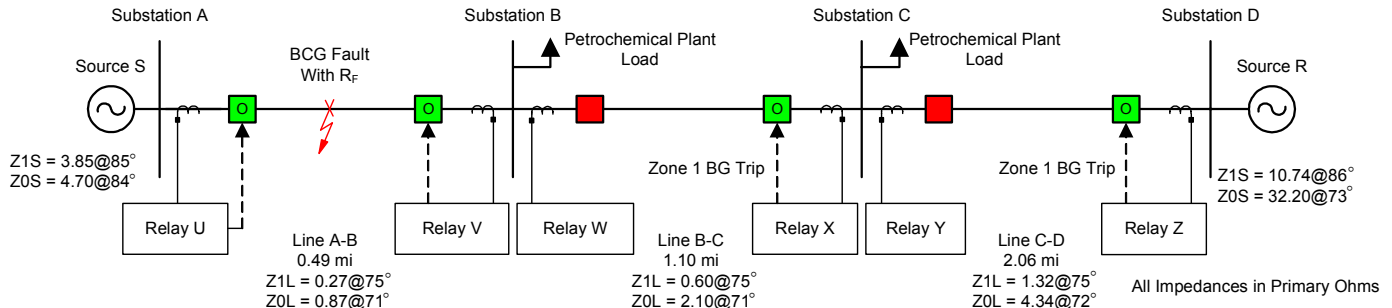 Substation A
Substation B
Substation C
Substation D
Source S
BCG Fault
With RF
Petrochemical Plant
Load
Petrochemical Plant
Load
Source R
O
O
O
O
Z1S = 3.85@85°
Z0S = 4.70@84°
Zone 1 BG Trip
Zone 1 BG Trip
Z1S = 10.74@86°
Z0S = 32.20@73°
Relay U
Relay V
Relay W
Relay X
Relay Y
Relay Z
Line A-B
0.49 mi
Z1L = 0.27@75°
Z0L = 0.87@71°
Line B-C
1.10 mi
Z1L = 0.60@75°
Z0L = 2.10@71°
Line C-D
2.06 mi
Z1L = 1.32@75°
Z0L = 4.34@72°
All Impedances in Primary Ohms